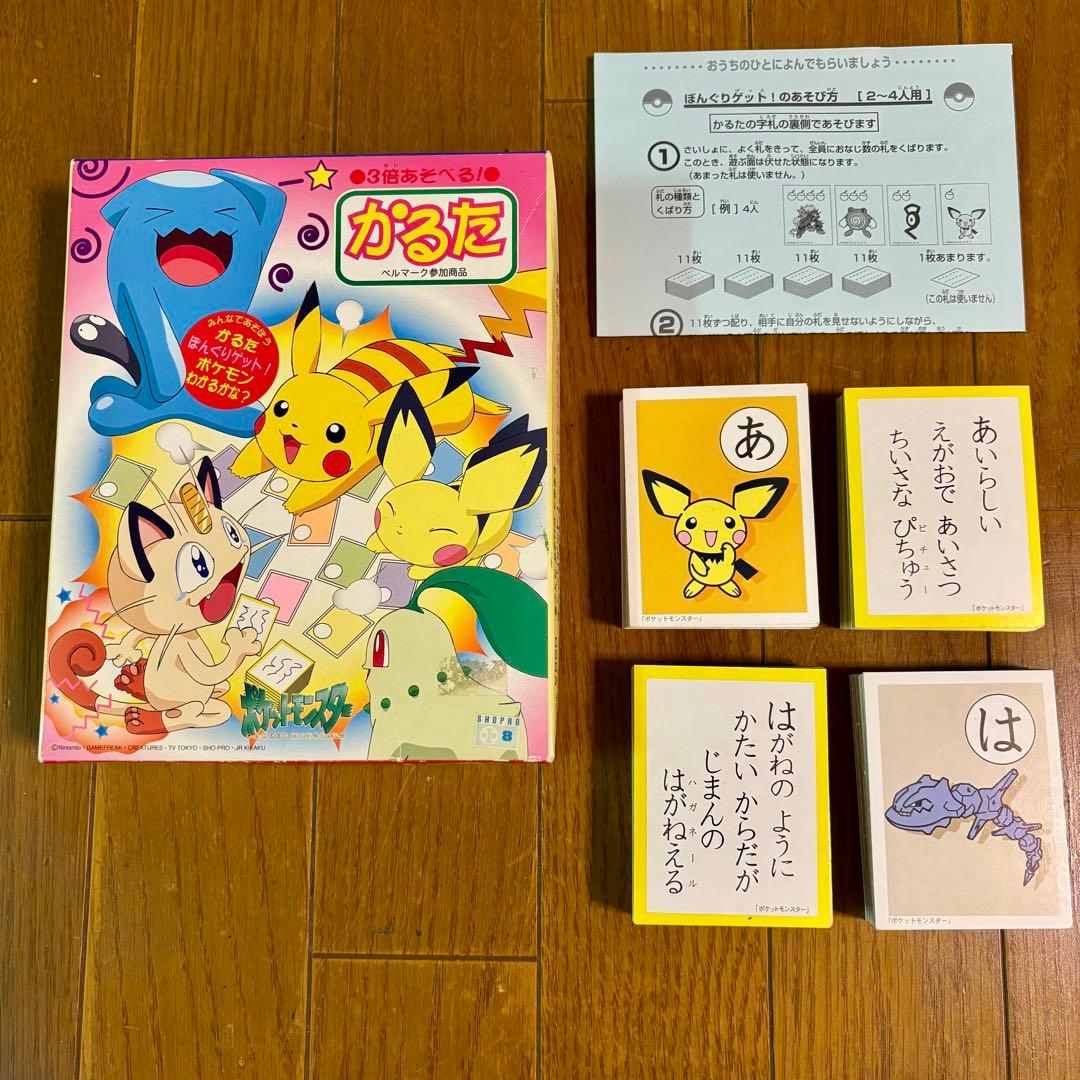 ●3倍あそべる!●
かるた
ベルマーク参加商品
みんなであそぼう
かるた
ぼんぐりゲット!
ポケモン
わかるかな?
ポケットモンスター
SHOPRO
8
©Nintendo・GAMEFREAK・CREATURES・TV TOKYO・SHO-PRO・JR KIKAKU
おうちのひとによんでもらいましょう
ぼんぐりゲット!のあそび方 [2〜4人用]
かるたの字札の裏側であそびます
① さいしょに、よく札をきって、全員におなじ数の札をくばります。
このとき、遊ぶ面は伏せた状態になります。
(あまった札は使いません。)
札の種類と
くばり方
[例] 4人
11枚 11枚 11枚 11枚 1枚あまります。
(この札は使いません)
② 11枚ずつ配り、相手に自分の札を見せないようにしながら、
あ
「ポケットモンスター」
あいらしい
えがおで あいさつ
ちいさな ぴちゅう
ピチュー
「ポケットモンスター」
はがねの ように
かたい からだが
じまんの
はがねえる
ハガネール
「ポケットモンスター」
は
「ポケットモンスター」